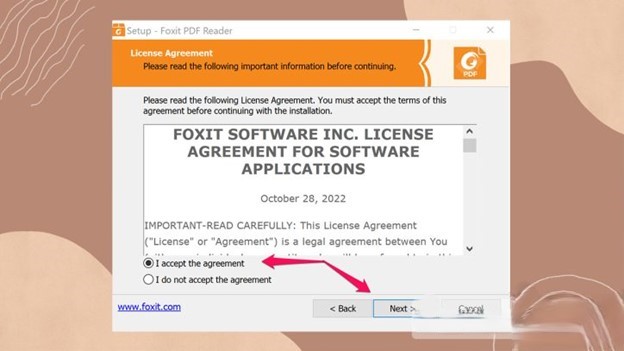 Setup - Foxit PDF Reader
License Agreement
Please read the following important information before continuing.
PDF
Please read the following License Agreement. You must accept the terms of this
agreement before continuing with the installation.
FOXIT SOFTWARE INC. LICENSE
AGREEMENT FOR SOFTWARE
APPLICATIONS
October 28, 2022
IMPORTANT-READ CAREFULLY: This License Agreement
("License" or "Agreement") is a legal agreement between You
I accept the agreement
I do not accept the agreement
www.foxit.com
< Back
Next >
Cancel